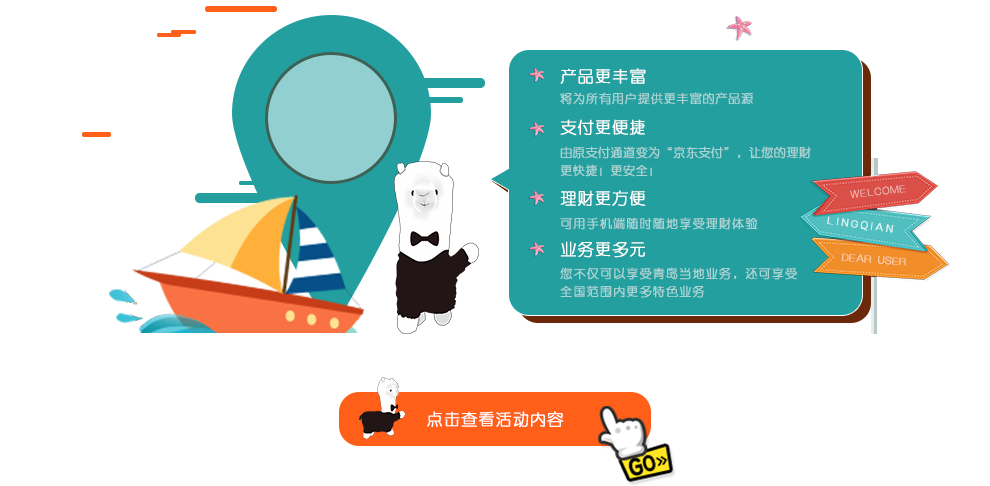 产品更丰富
将为所有用户提供更丰富的产品源
支付更便捷
由原支付通道变为“京东支付”，让您的理财
更快捷！更安全！
理财更方便
可用手机端随时随地享受理财体验
业务更多元
您不仅可以享受青岛当地业务，还可享受
全国范围内更多特色业务
WELCOME
LINGQIAN
DEAR USER
点击查看活动内容
GO»